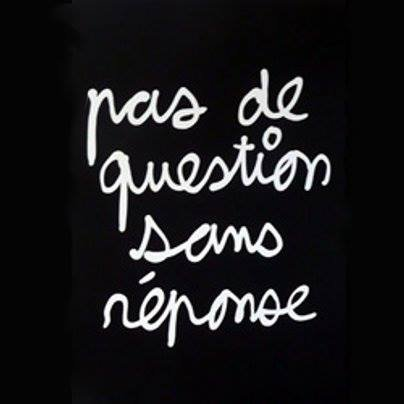 pas de
question
sans
réponse